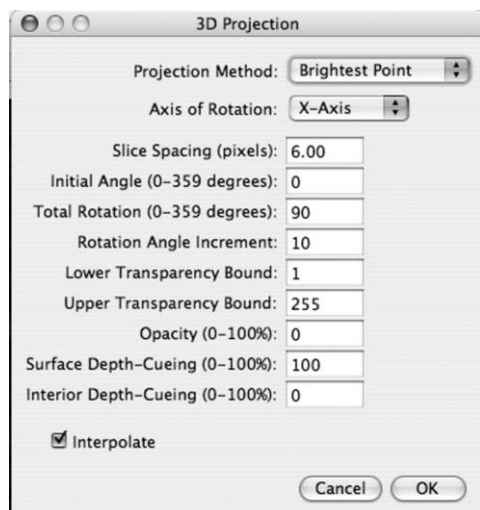 3D Projection
Projection Method: Brightest Point
Axis of Rotation: X-Axis
Slice Spacing (pixels): 6.00
Initial Angle (0-359 degrees): 0
Total Rotation (0-359 degrees): 90
Rotation Angle Increment: 10
Lower Transparency Bound: 1
Upper Transparency Bound: 255
Opacity (0-100%): 0
Surface Depth-Cueing (0-100%): 100
Interior Depth-Cueing (0-100%): 0
Interpolate
Cancel OK